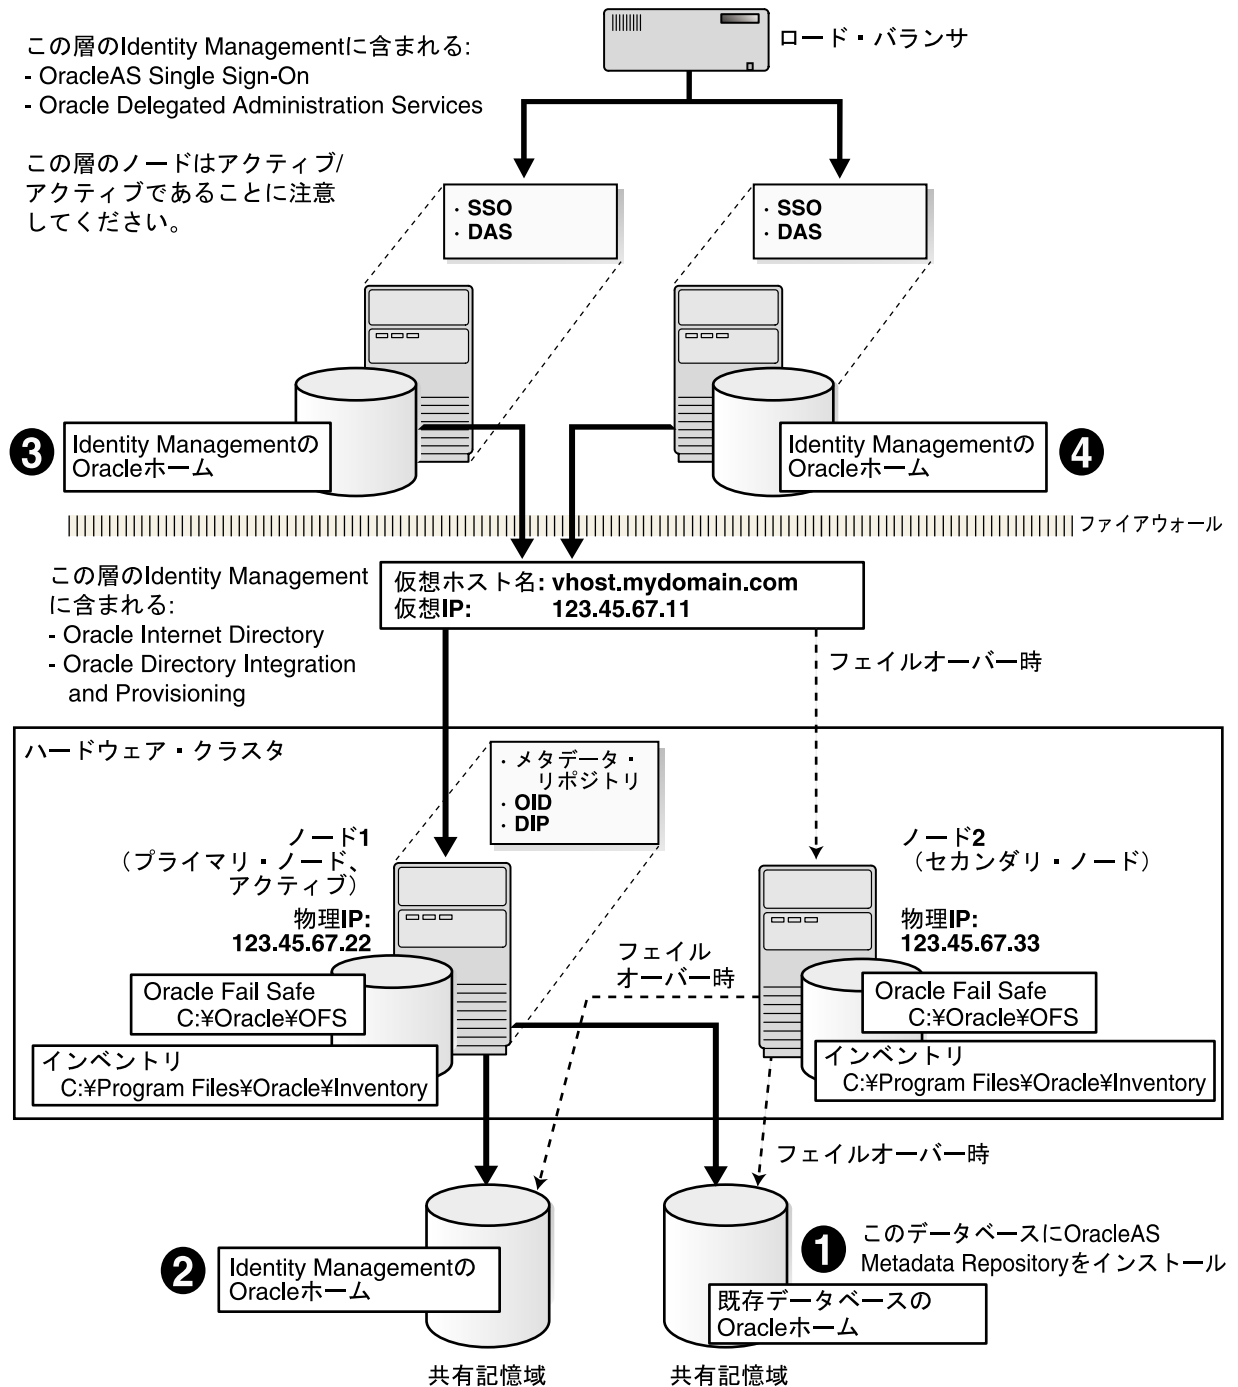 ロード・バランサ
この層のIdentity Managementに含まれる:
- OracleAS Single Sign-On
- Oracle Delegated Administration Services
この層のノードはアクティブ/
アクティブであることに注意
してください。
・SSO
・DAS
・SSO
・DAS
3
Identity Managementの
Oracleホーム
Identity Managementの
Oracleホーム
4
ファイアウォール
この層のIdentity Management
に含まれる:
- Oracle Internet Directory
- Oracle Directory Integration
and Provisioning
仮想ホスト名: vhost.mydomain.com
仮想IP: 123.45.67.11
フェイルオーバー時
ハードウェア・クラスタ
・メタデータ・
リポジトリ
・OID
・DIP
ノード1
（プライマリ・ノード、
アクティブ）
物理IP:
123.45.67.22
ノード2
（セカンダリ・ノード）
物理IP:
123.45.67.33
フェイル
オーバー時
Oracle Fail Safe
C:¥Oracle¥OFS
インベントリ
C:¥Program Files¥Oracle¥Inventory
Oracle Fail Safe
C:¥Oracle¥OFS
インベントリ
C:¥Program Files¥Oracle¥Inventory
フェイルオーバー時
2
Identity Managementの
Oracleホーム
共有記憶域
1
このデータベースにOracleAS
Metadata Repositoryをインストール
既存データベースの
Oracleホーム
共有記憶域